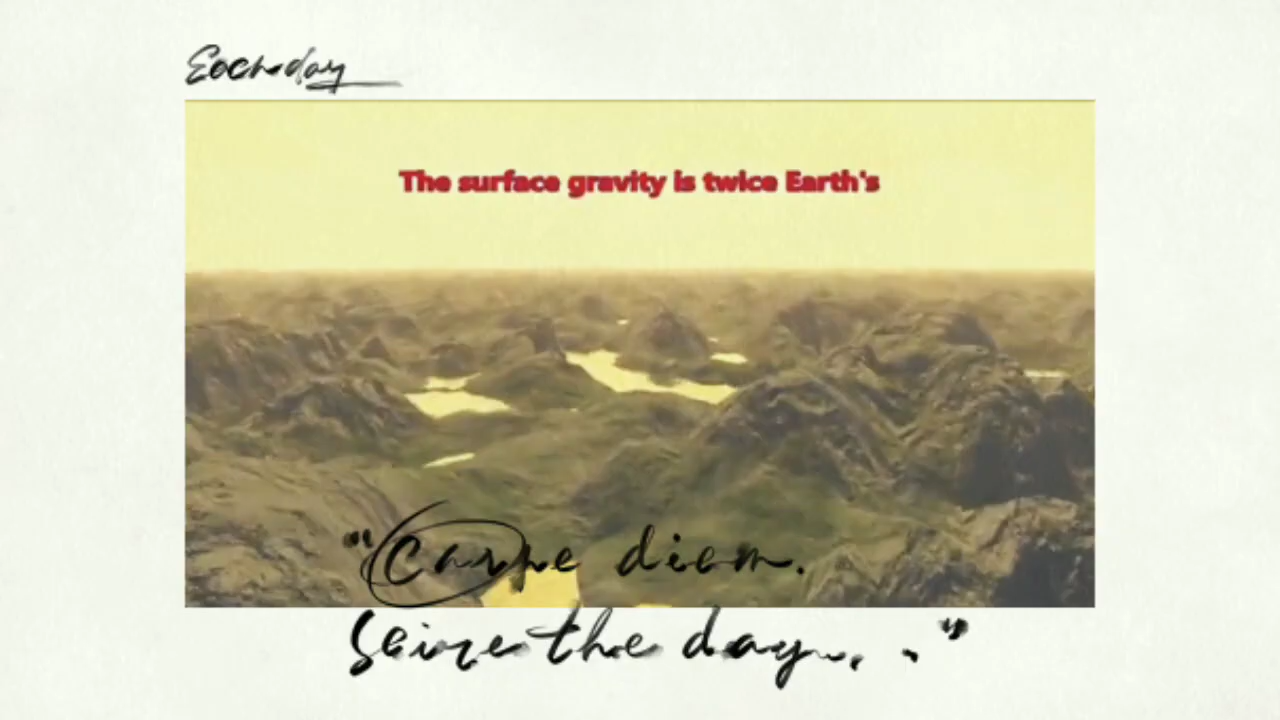 Each day
The surface gravity is twice Earth's
"Carpe diem.
Seize the day. ."